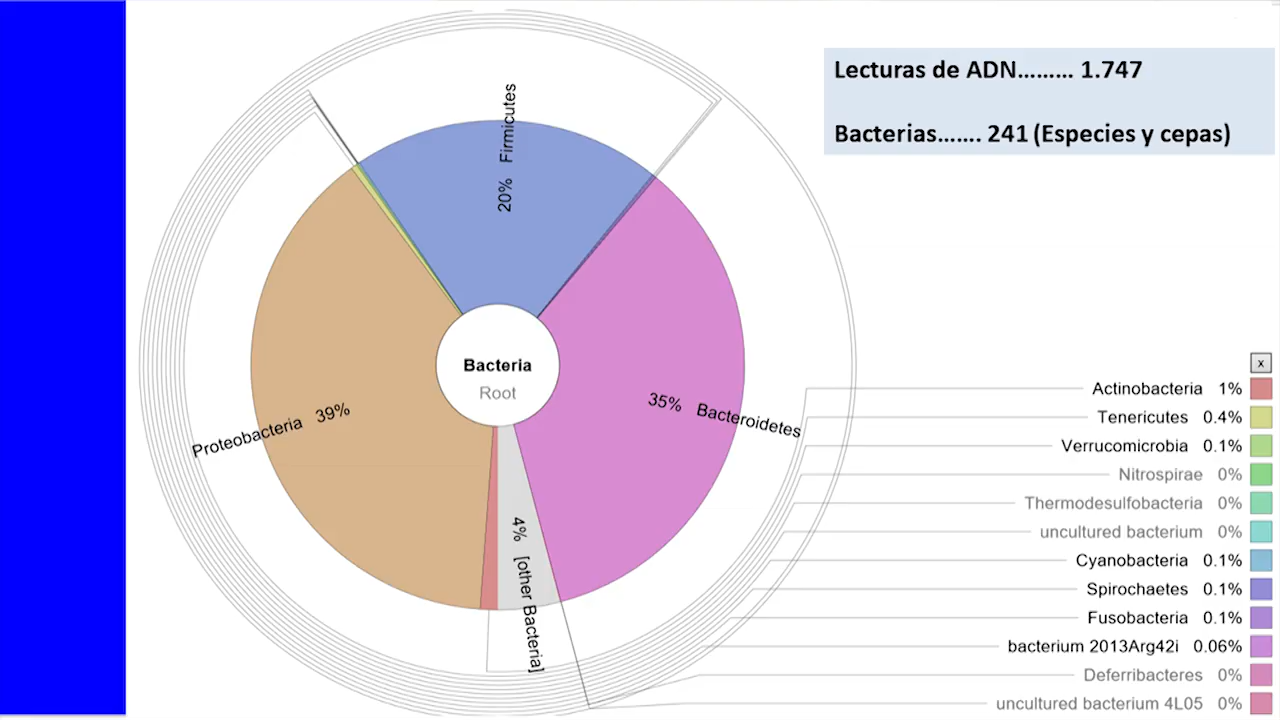 Lecturas de ADN......... 1.747
Bacterias....... 241 (Especies y cepas)
20% Firmicutes
Bacteria
Root
35% Bacteroidetes
Proteobacteria 39%
4% [other Bacteria]
x
Actinobacteria 1%
Tenericutes 0.4%
Verrucomicrobia 0.1%
Nitrospirae 0%
Thermodesulfobacteria 0%
uncultured bacterium 0%
Cyanobacteria 0.1%
Spirochaetes 0.1%
Fusobacteria 0.1%
bacterium 2013Arg42i 0.06%
Deferribacteres 0%
uncultured bacterium 4L05 0%